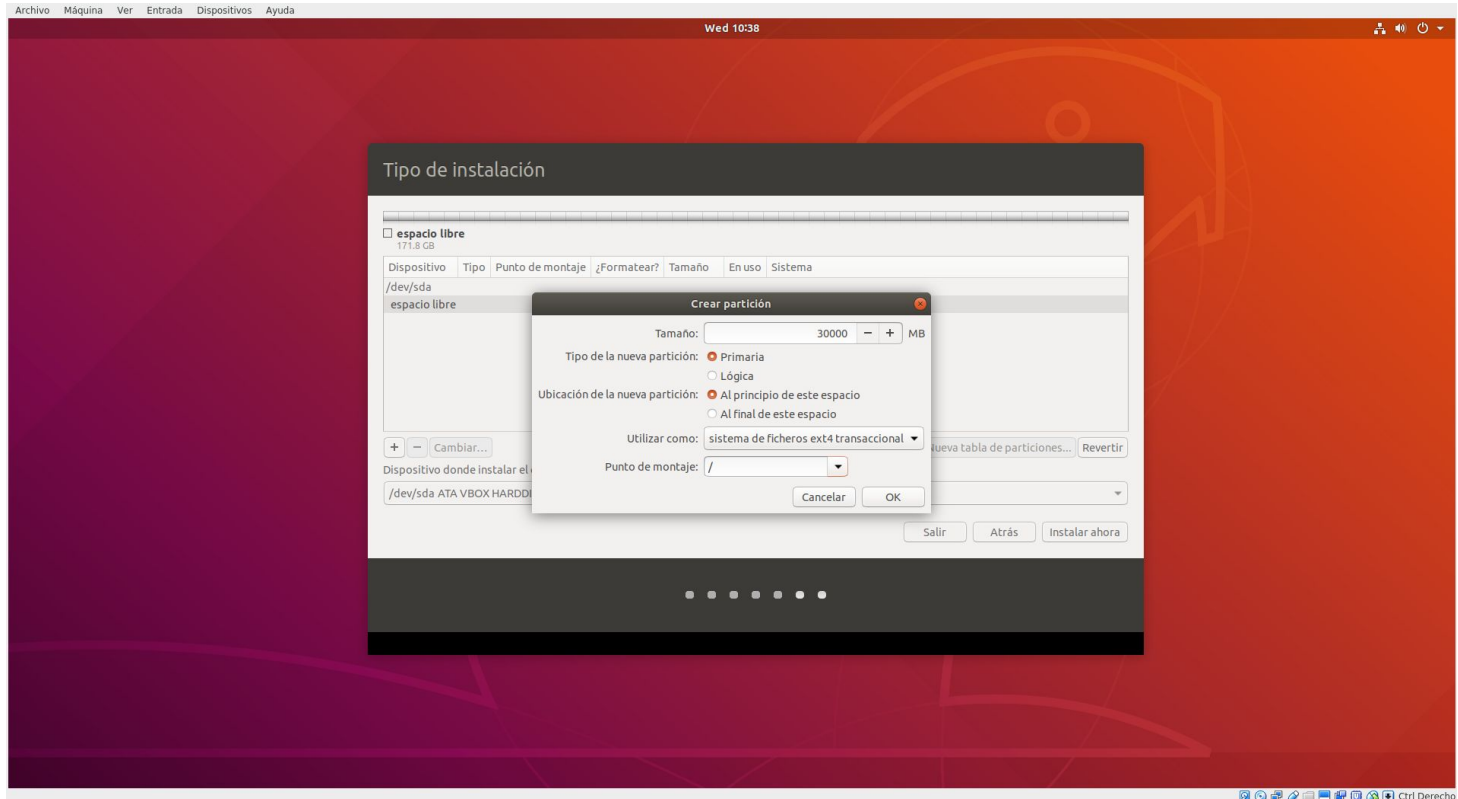 Archivo Máquina Ver Entrada Dispositivos Ayuda
Wed 10:38
Tipo de instalación
espacio libre
171.8 GB
Dispositivo Tipo Punto de montaje ¿Formatear? Tamaño En uso Sistema
/dev/sda
espacio libre
Crear partición
Tamaño: 30000 − + MB
Tipo de la nueva partición: Primaria
Lógica
Ubicación de la nueva partición: Al principio de este espacio
Al final de este espacio
Utilizar como: sistema de ficheros ext4 transaccional
Punto de montaje: /
Cancelar OK
+ − Cambiar... tabla de particiones... Revertir
Dispositivo donde instalar el
/dev/sda ATA VBOX HARDDI
Salir Atrás Instalar ahora
Ctrl Derecho